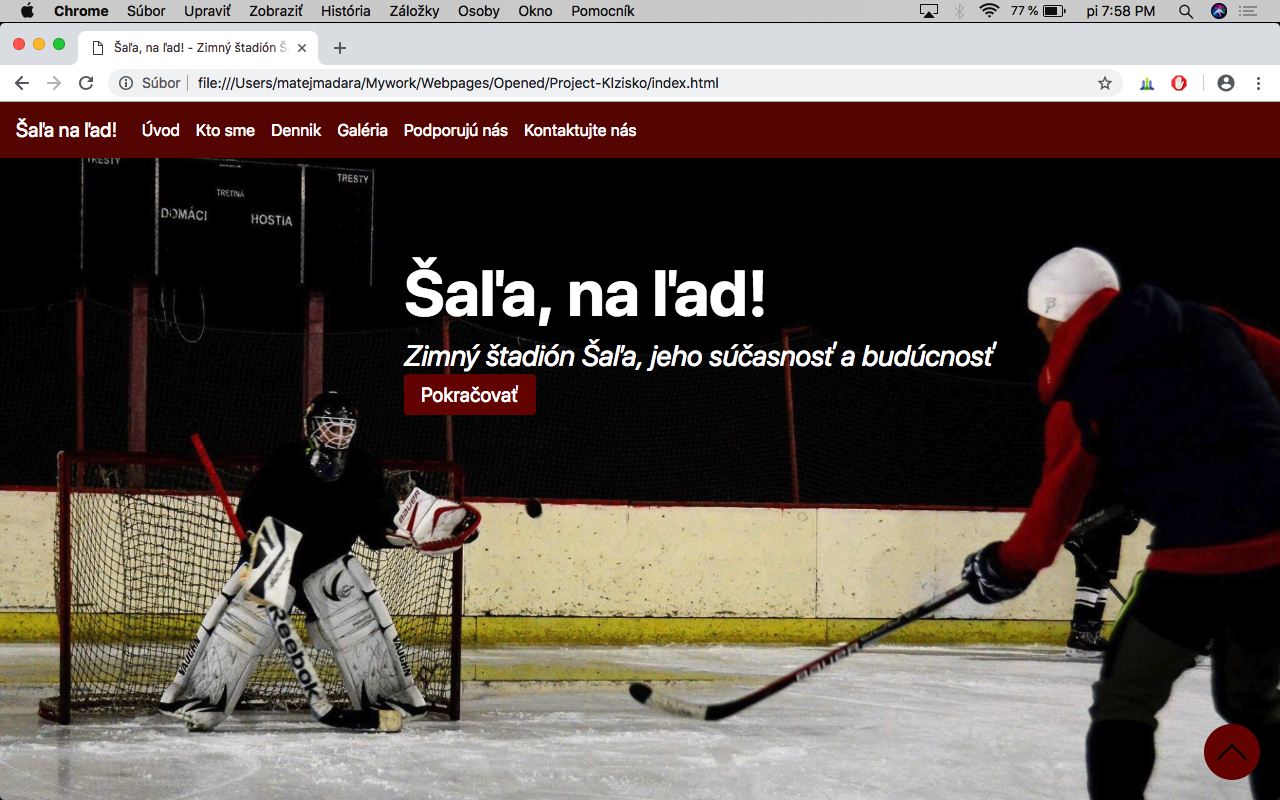 Chrome Súbor Upraviť Zobraziť História Záložky Osoby Okno Pomocník 77 % pi 7:58 PM
Šaľa, na ľad! - Zimný štadión Š
Súbor file:///Users/matejmadara/Mywork/Webpages/Opened/Project-Klzisko/index.html
Šaľa na ľad! Úvod Kto sme Denník Galéria Podporujú nás Kontaktujte nás
TRESTY
TRESTY
TRETINA
DOMÁCI HOSTIA
Šaľa, na ľad!
Zimný štadión Šaľa, jeho súčasnosť a budúcnosť
Pokračovať
BAUER
VAUGHN
VAUGHN
Reebok
BAUER